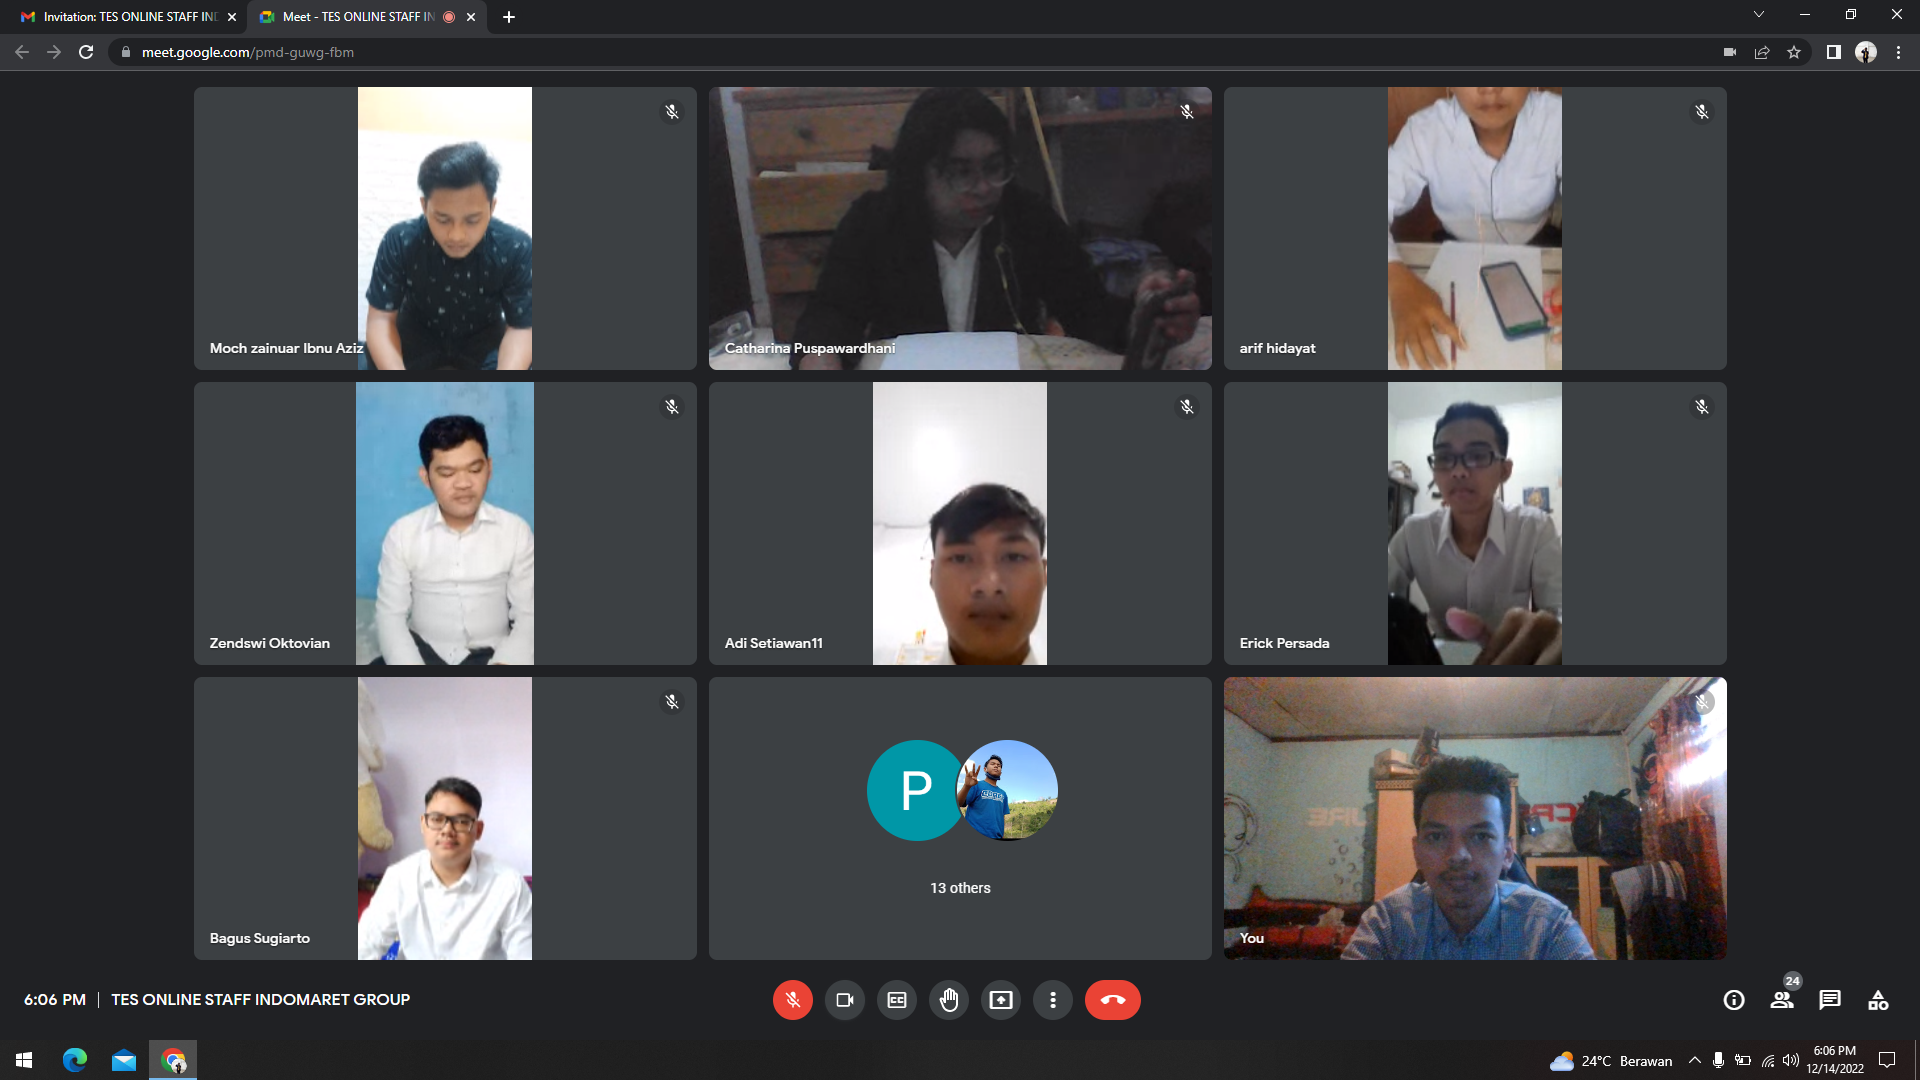 Invitation: TES ONLINE STAFF IND
Meet - TES ONLINE STAFF IN
meet.google.com/pmd-guwg-fbm
Moch zainuar Ibnu Aziz
Catharina Puspawardhani
arif hidayat
Zendswi Oktovian
Adi Setiawan11
Erick Persada
Bagus Sugiarto
P
13 others
You
6:06 PM | TES ONLINE STAFF INDOMARET GROUP
24
24°C Berawan
6:06 PM
12/14/2022